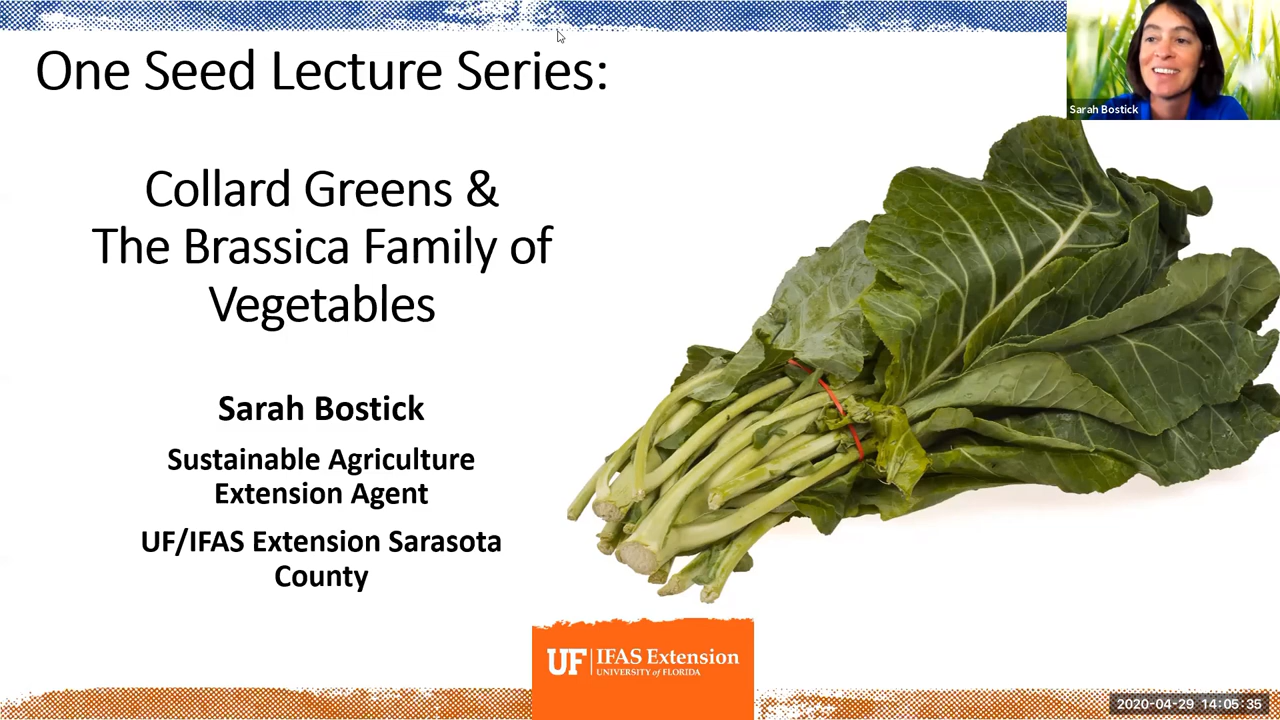 One Seed Lecture Series:
Sarah Bostick
Collard Greens &
The Brassica Family of
Vegetables
Sarah Bostick
Sustainable Agriculture
Extension Agent
UF/IFAS Extension Sarasota
County
UF IFAS Extension
UNIVERSITY of FLORIDA
2020-04-29 14:05:35